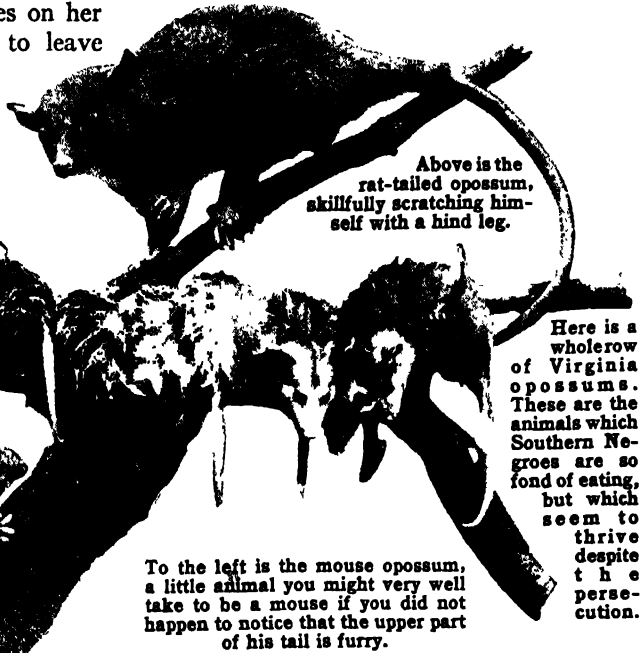 es on her
to leave
Above is the
rat-tailed opossum,
skillfully scratching him-
self with a hind leg.
Here is a
whole row
of Virginia
opossums.
These are the
animals which
Southern Ne-
groes are so
fond of eating,
but which
seem to
thrive
despite
the
perse-
cution.
To the left is the mouse opossum,
a little animal you might very well
take to be a mouse if you did not
happen to notice that the upper part
of his tail is furry.